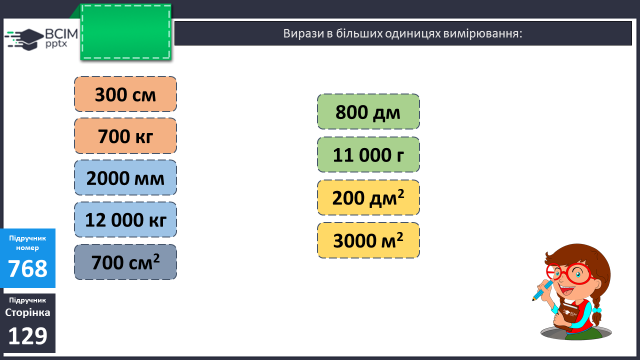 ВСІМ
pptx
Вирази в більших одиницях вимірювання:
300 см
700 кг
2000 мм
12 000 кг
700 см²
800 дм
11 000 г
200 дм²
3000 м²
Підручник
номер
768
Підручник
Сторінка
129